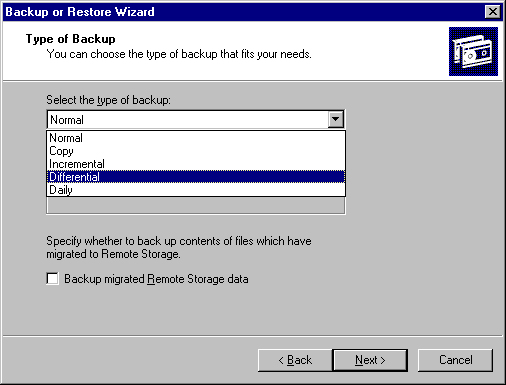 Backup or Restore Wizard
Type of Backup
You can choose the type of backup that fits your needs.
Select the type of backup:
Normal
Normal
Copy
Incremental
Differential
Daily
Specify whether to back up contents of files which have
migrated to Remote Storage.
Backup migrated Remote Storage data
< Back
Next >
Cancel